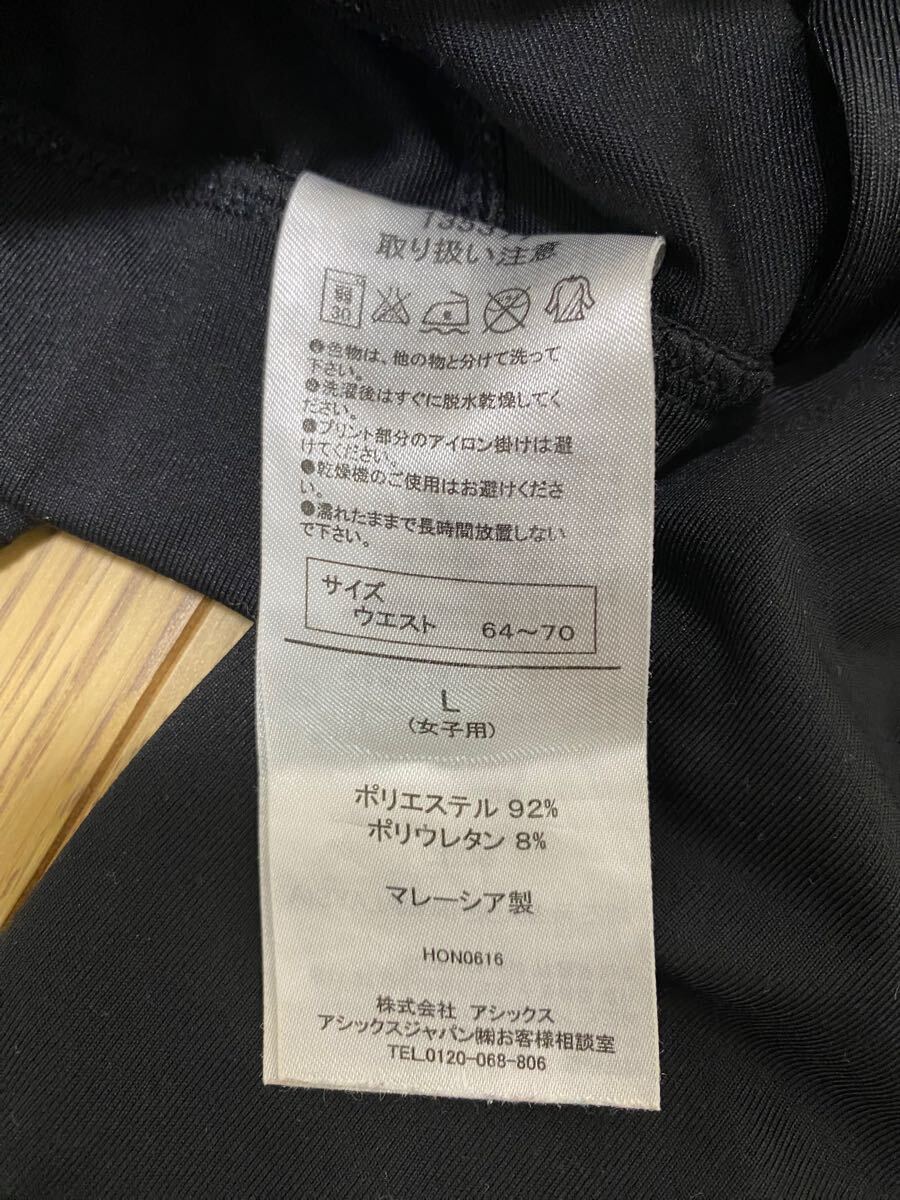 取り扱い注意
弱
30
色物は、他の物と分けて洗って
下さい。
洗濯後はすぐに脱水乾燥してく
ださい。
プリント部分のアイロン掛けは避
けてください。
乾燥機のご使用はお避けくださ
い。
濡れたままで長時間放置しない
で下さい。
サイズ
ウエスト 64～70
L
(女子用)
ポリエステル 92%
ポリウレタン 8%
マレーシア製
HON0616
株式会社 アシックス
アシックスジャパン㈱お客様相談室
TEL.0120-068-806